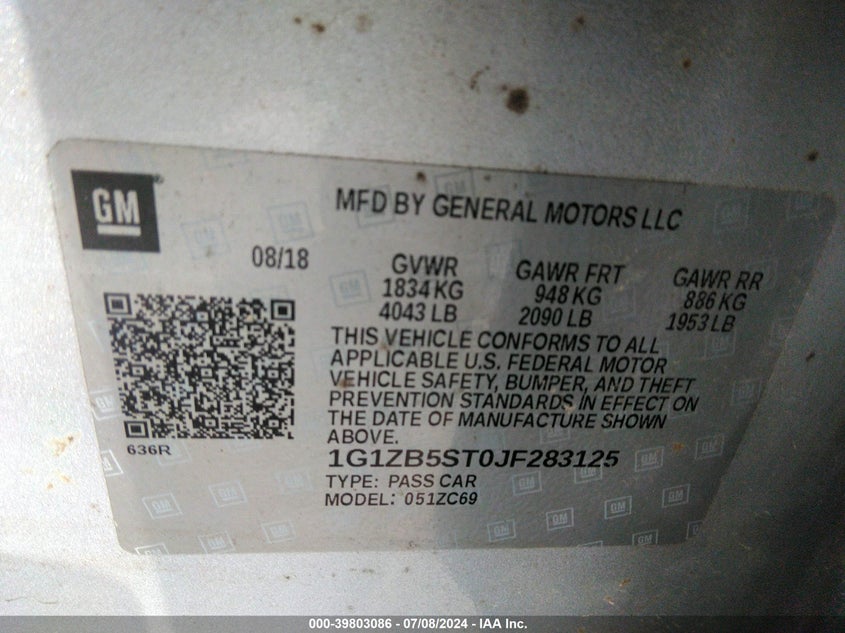 GM
MFD BY GENERAL MOTORS LLC
08/18 GVWR GAWR FRT GAWR RR
1834 KG 948 KG 886 KG
4043 LB 2090 LB 1953 LB
THIS VEHICLE CONFORMS TO ALL
APPLICABLE U.S. FEDERAL MOTOR
VEHICLE SAFETY, BUMPER, AND THEFT
PREVENTION STANDARDS IN EFFECT ON
THE DATE OF MANUFACTURE SHOWN
ABOVE.
636R
1G1ZB5ST0JF283125
TYPE: PASS CAR
MODEL: 051ZC69
000-39803086 - 07/08/2024 - IAA Inc.